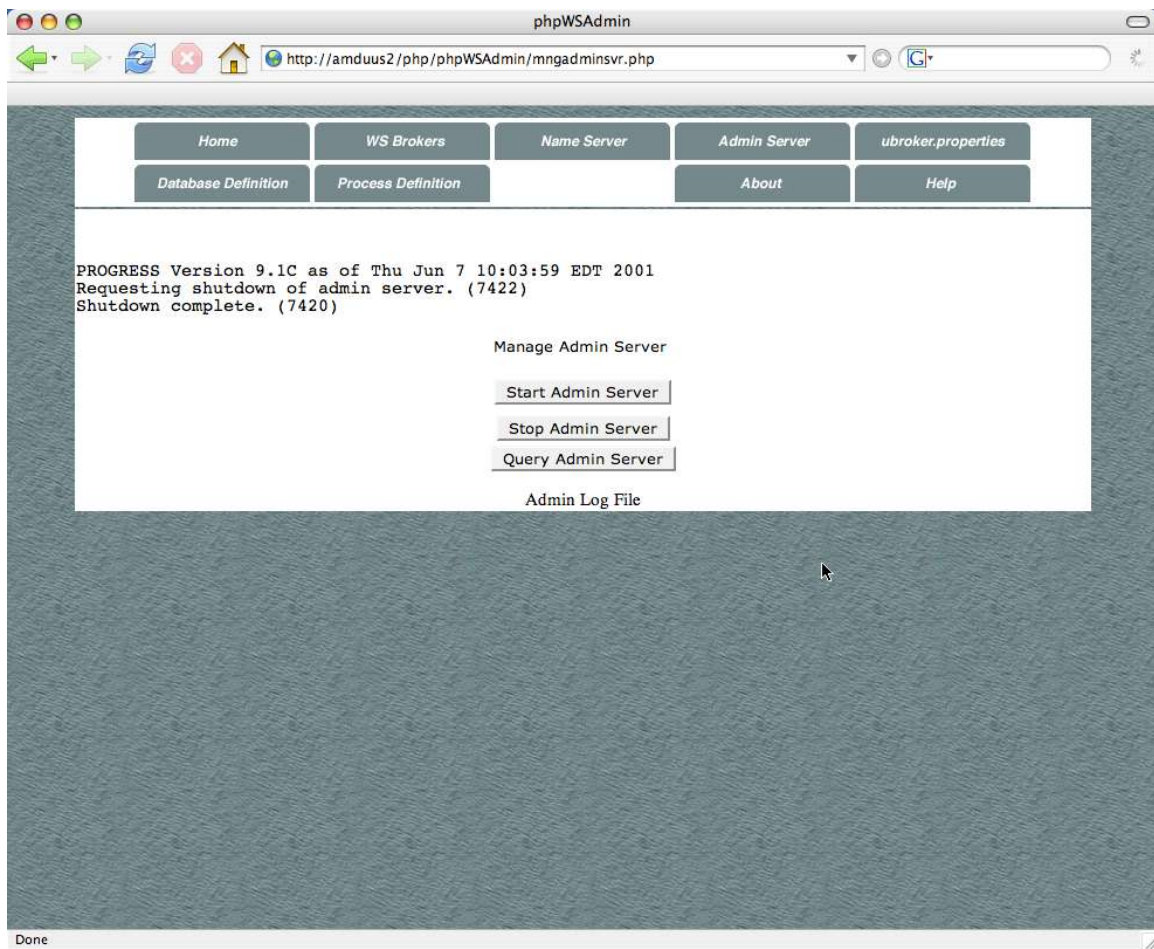 phpWSAdmin
http://amduus2/php/phpWSAdmin/mngadminsvr.php
G
Home WS Brokers Name Server Admin Server ubroker.properties
Database Definition Process Definition About Help
PROGRESS Version 9.1C as of Thu Jun 7 10:03:59 EDT 2001
Requesting shutdown of admin server. (7422)
Shutdown complete. (7420)
Manage Admin Server
Start Admin Server
Stop Admin Server
Query Admin Server
Admin Log File
Done